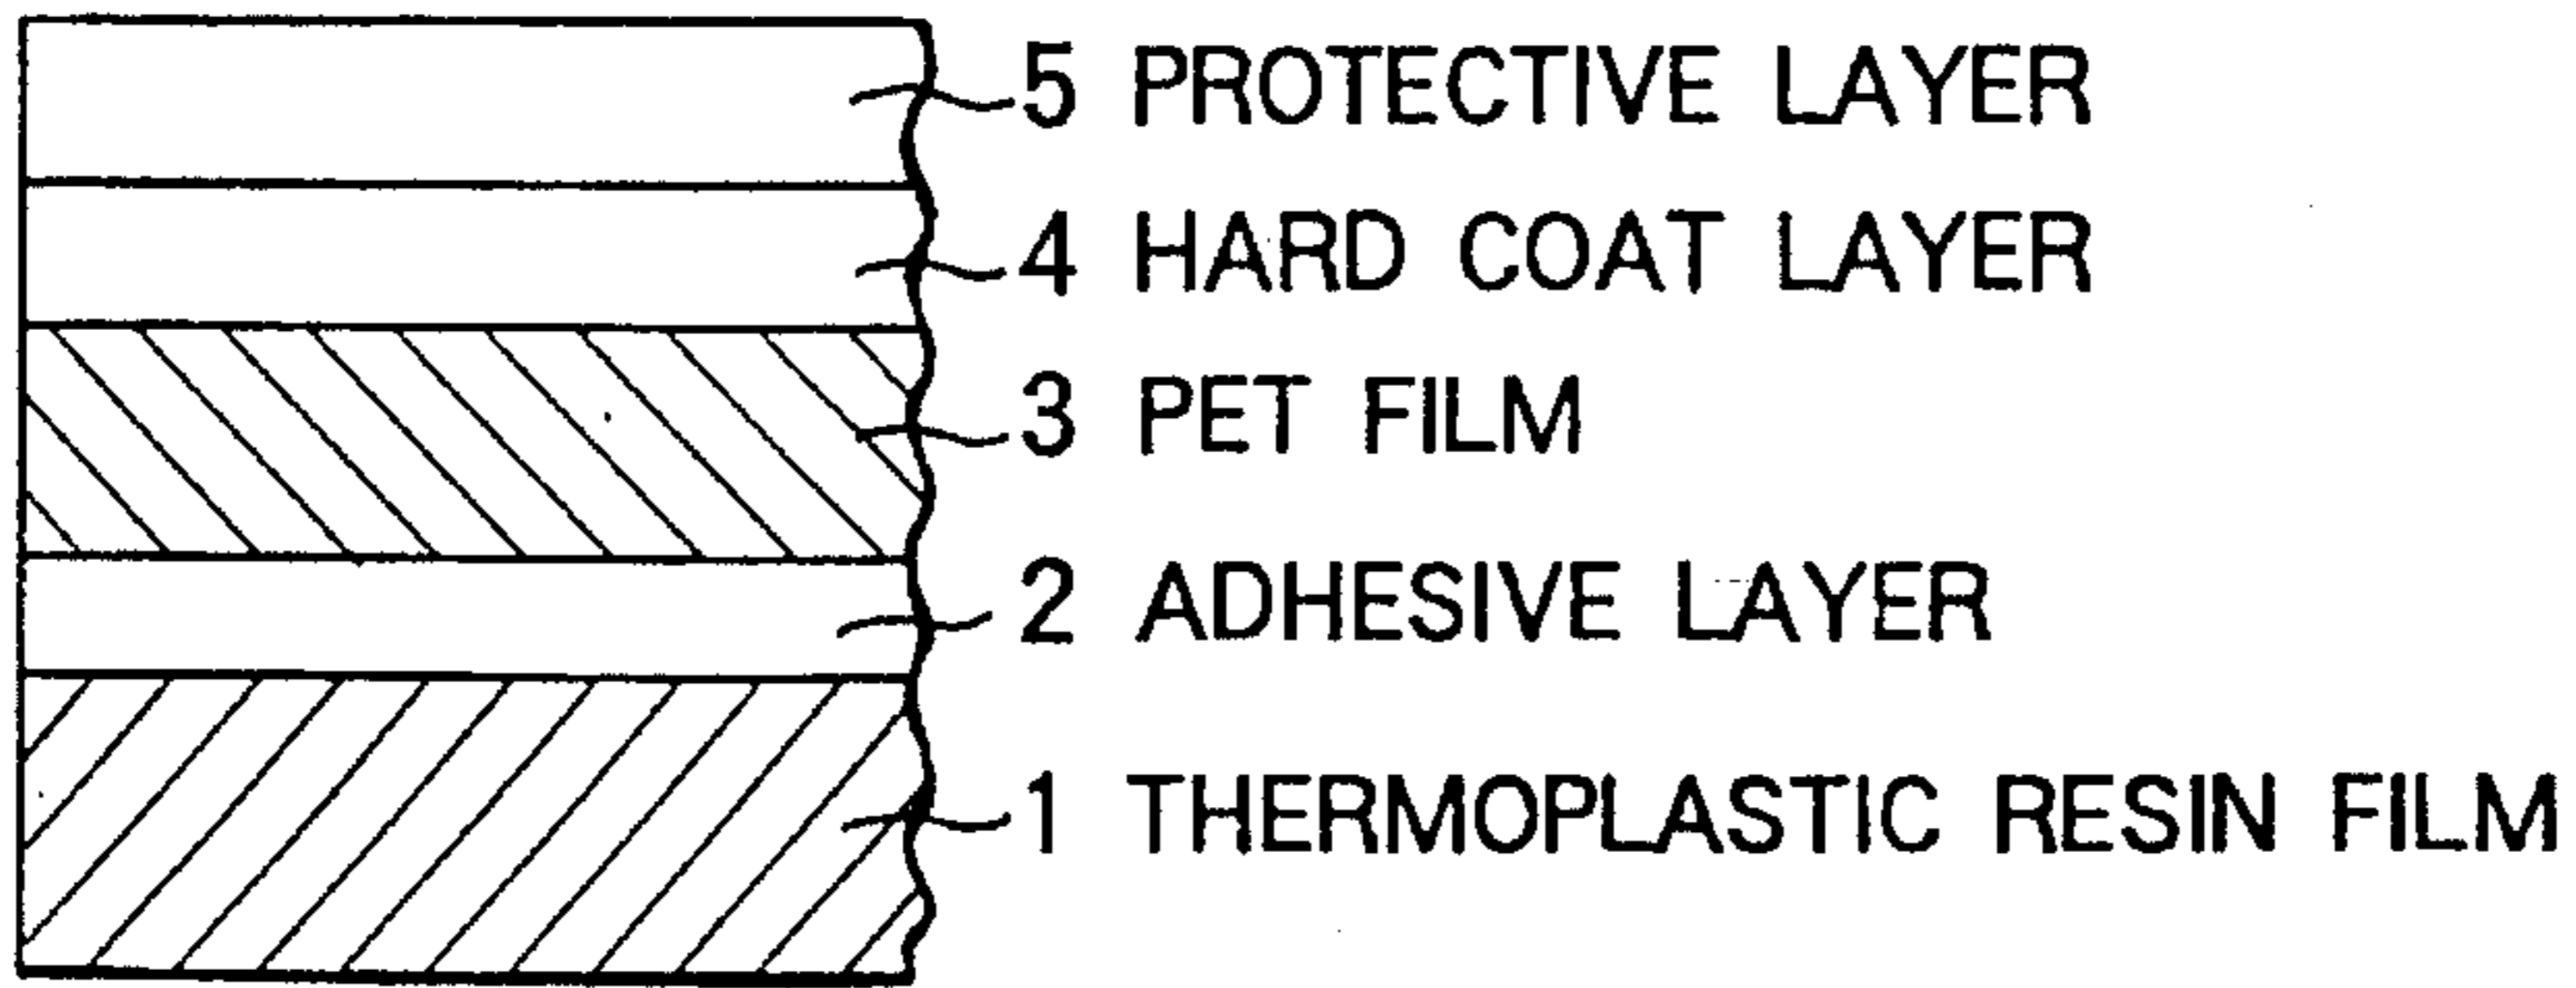 5 PROTECTIVE LAYER
4 HARD COAT LAYER
3 PET FILM
2 ADHESIVE LAYER
1 THERMOPLASTIC RESIN FILM